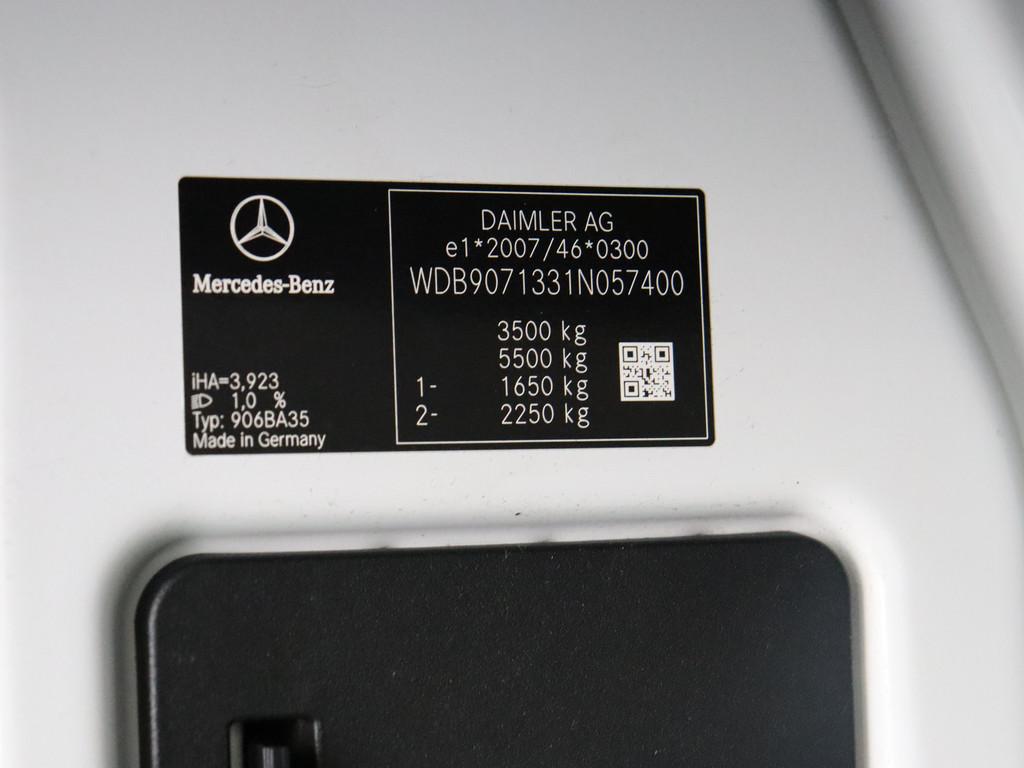 Mercedes-Benz
iHA=3,923
1,0 %
Typ: 906BA35
Made in Germany
DAIMLER AG
e1*2007/46*0300
WDB9071331N057400
3500 kg
5500 kg
1- 1650 kg
2- 2250 kg